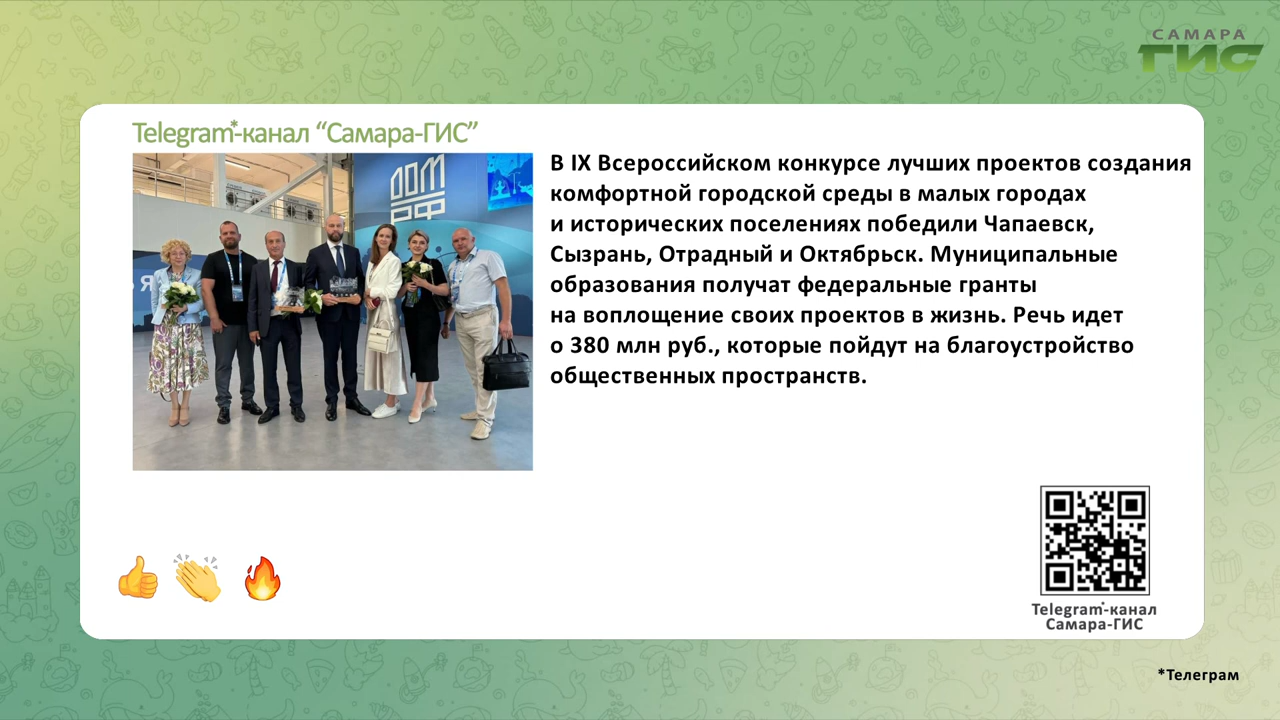 САМАРА
ГИС
Telegram*-канал “Самара-ГИС”
ДОМ
РФ
В IX Всероссийском конкурсе лучших проектов создания
комфортной городской среды в малых городах
и исторических поселениях победили Чапаевск,
Сызрань, Отрадный и Октябрьск. Муниципальные
образования получат федеральные гранты
на воплощение своих проектов в жизнь. Речь идет
о 380 млн руб., которые пойдут на благоустройство
общественных пространств.
Telegram*-канал
Самара-ГИС
*Телеграм